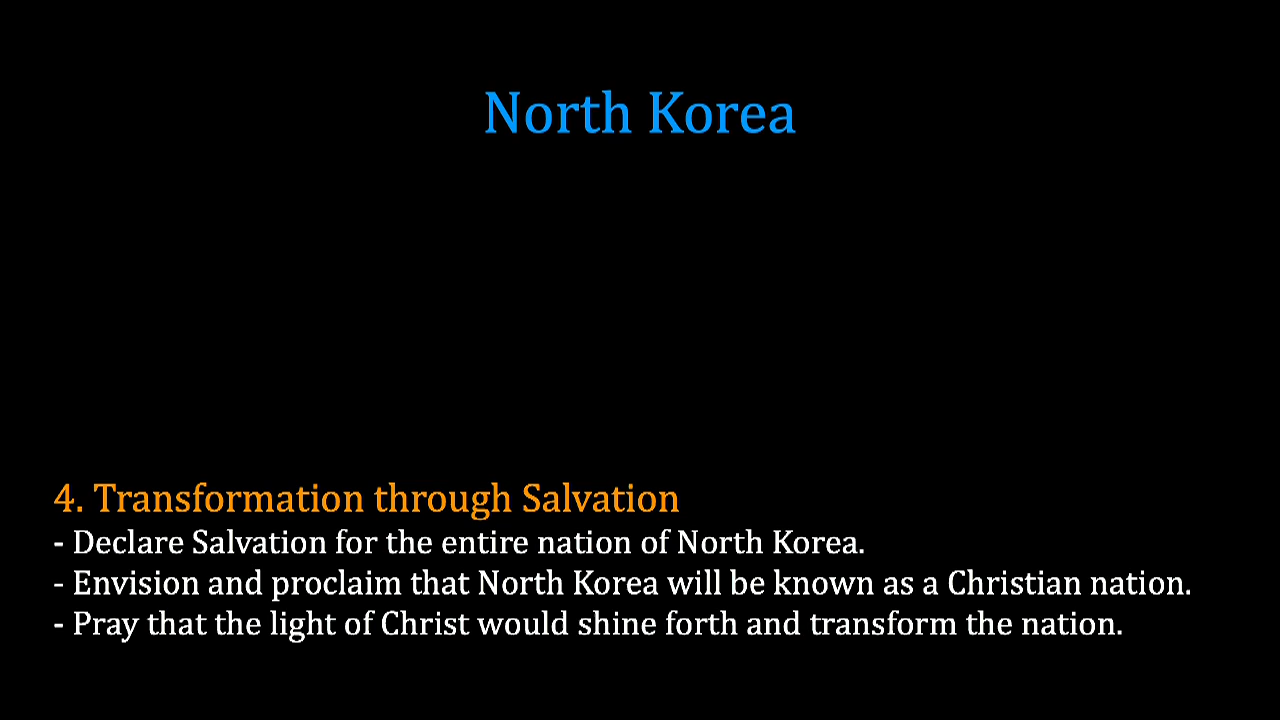 North Korea
4. Transformation through Salvation
- Declare Salvation for the entire nation of North Korea.
- Envision and proclaim that North Korea will be known as a Christian nation.
- Pray that the light of Christ would shine forth and transform the nation.